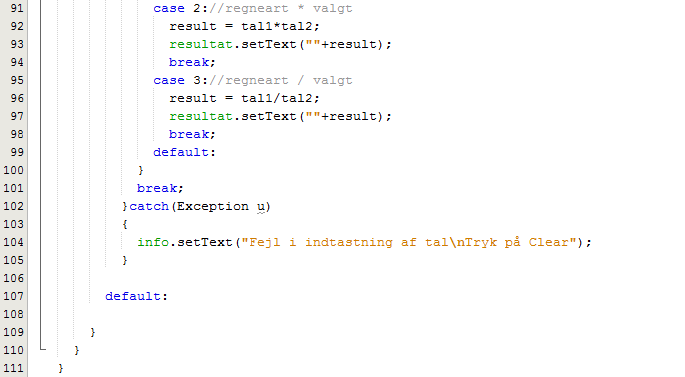 91 case 2://regneart * valgt
92 result = tal1*tal2;
93 resultat.setText(""+result);
94 break;
95 case 3://regneart / valgt
96 result = tal1/tal2;
97 resultat.setText(""+result);
98 break;
99 default:
100 }
101 break;
102 }catch(Exception u)
103 {
104 info.setText("Fejl i indtastning af tal\nTryk på Clear");
105 }
106
107 default:
108
109 }
110 }
111 }